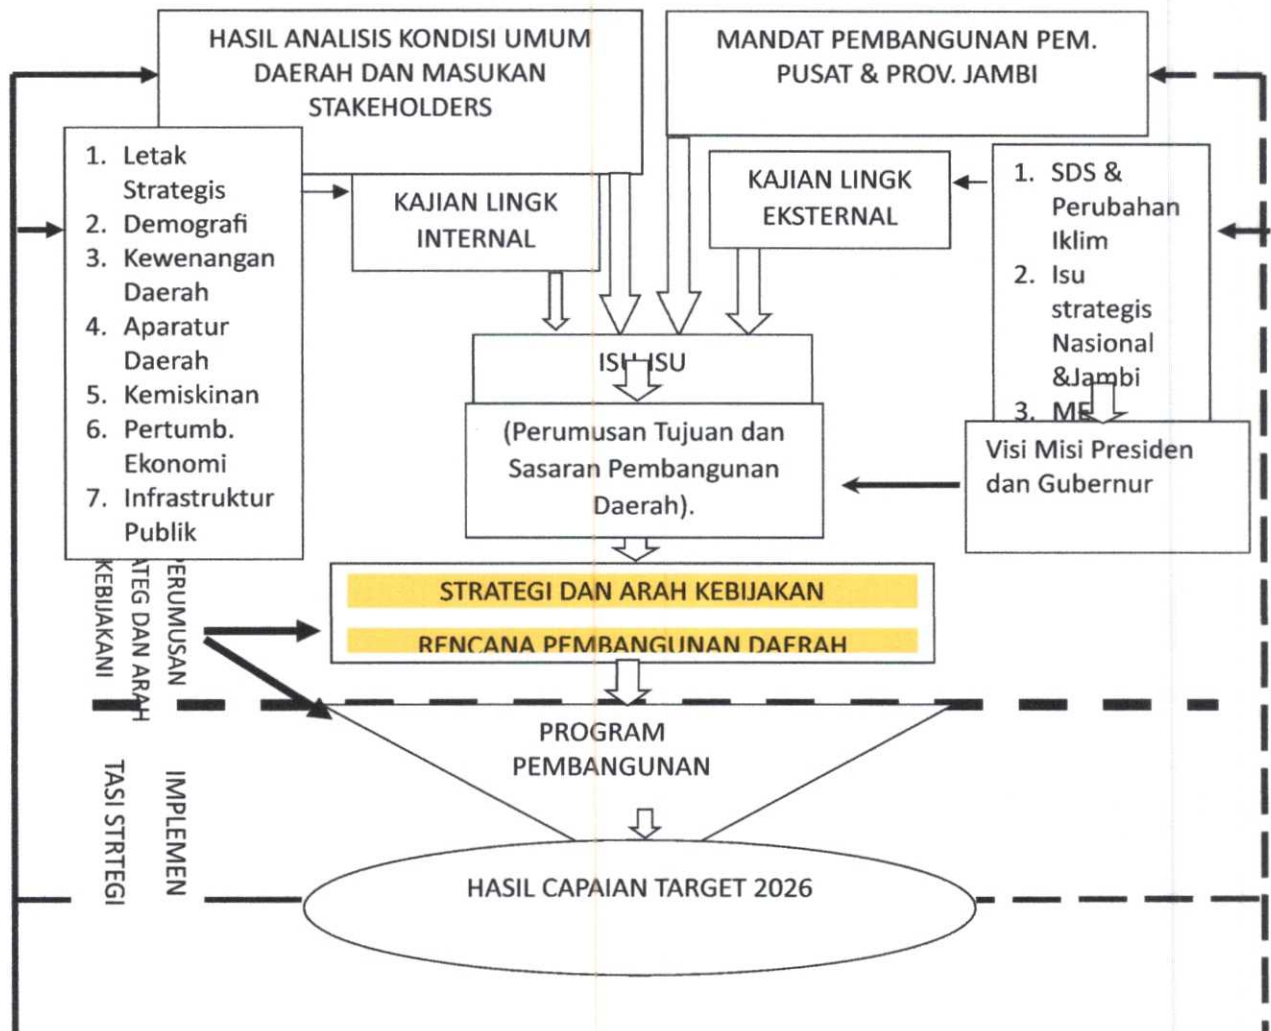 HASIL ANALISIS KONDISI UMUM
DAERAH DAN MASUKAN
STAKEHOLDERS
MANDAT PEMBANGUNAN PEM.
PUSAT & PROV. JAMBI
1. Letak
Strategis
2. Demografi
3. Kewenangan
Daerah
4. Aparatur
Daerah
5. Kemiskinan
6. Pertumb.
Ekonomi
7. Infrastruktur
Publik
KAJIAN LINGK
INTERNAL
KAJIAN LINGK
EKSTERNAL
1. SDS &
Perubahan
Iklim
2. Isu
strategis
Nasional
&Jambi
3.
ISU
(Perumusan Tujuan dan
Sasaran Pembangunan
Daerah).
Visi Misi Presiden
dan Gubernur
STRATEGI DAN ARAH KEBIJAKAN
RENCANA PEMBANGUNAN DAERAH
PERUMUSAN
DAN ARAH
KEBIJAKANI
PROGRAM
PEMBANGUNAN
IMPLEMEN
TASI STRTEGI
HASIL CAPAIAN TARGET 2026